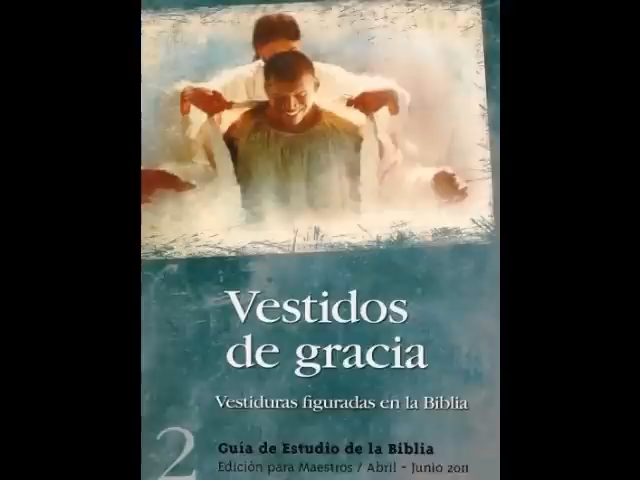 Vestidos
de gracia
Vestiduras figuradas en la Biblia
2
Guía de Estudio de la Biblia
Edición para Maestros / Abril - Junio 2011